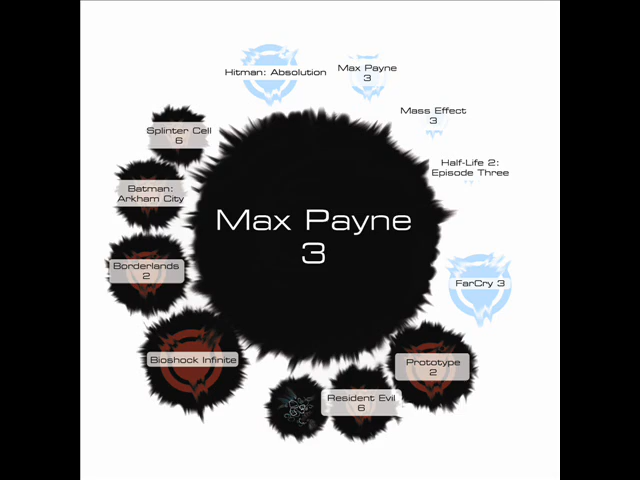 Hitman: Absolution
Max Payne
3
Mass Effect
3
Splinter Cell
6
Half-Life 2:
Episode Three
Batman:
Arkham City
Max Payne
3
Borderlands
2
FarCry 3
Bioshock Infinite
Prototype
2
Resident Evil
6